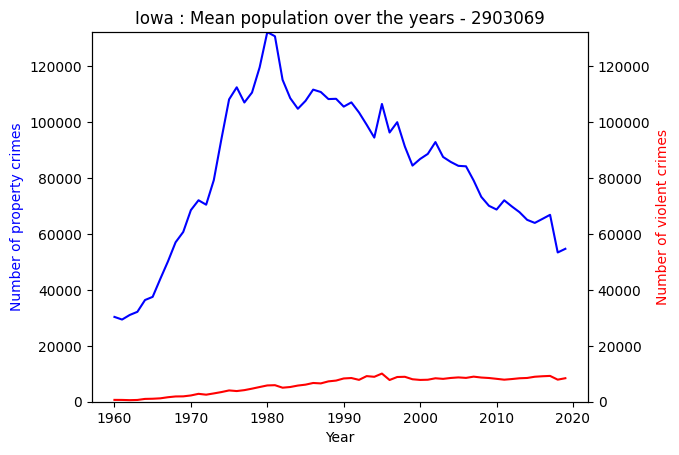 Iowa : Mean population over the years - 2903069
120000
100000
80000
60000
40000
20000
0
Number of property crimes
120000
100000
80000
60000
40000
20000
0
Number of violent crimes
1960 1970 1980 1990 2000 2010 2020
Year